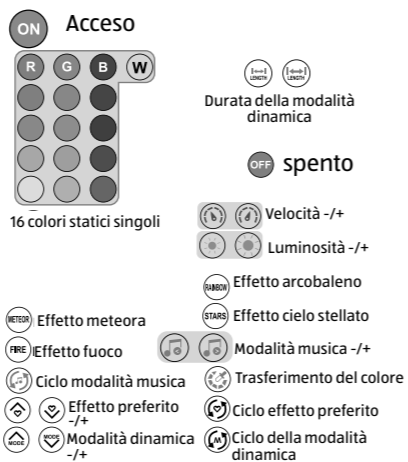 ON Acceso
R G B W
LENGTH LENGTH
Durata della modalità
dinamica
OFF spento
16 colori statici singoli
Velocità -/+
Luminosità -/+
RAINBOW Effetto arcobaleno
METEOR Effetto meteora
STARS Effetto cielo stellato
FIRE Effetto fuoco
Modalità musica -/+
Ciclo modalità musica
Trasferimento del colore
Effetto preferito
-/+
Ciclo effetto preferito
MODE MODE Modalità dinamica
-/+
M Ciclo della modalità
dinamica